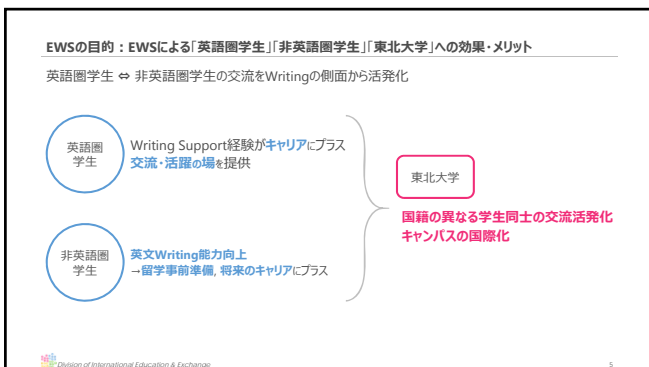 EWSの目的：EWSによる「英語圏学生」「非英語圏学生」「東北大学」への効果・メリット
英語圏学生 ⇔ 非英語圏学生の交流をWritingの側面から活発化
英語圏
学生
Writing Support経験がキャリアにプラス
交流・活躍の場を提供
東北大学
国籍の異なる学生同士の交流活発化
キャンパスの国際化
非英語圏
学生
英文Writing能力向上
→留学事前準備, 将来のキャリアにプラス
Division of International Education & Exchange
5